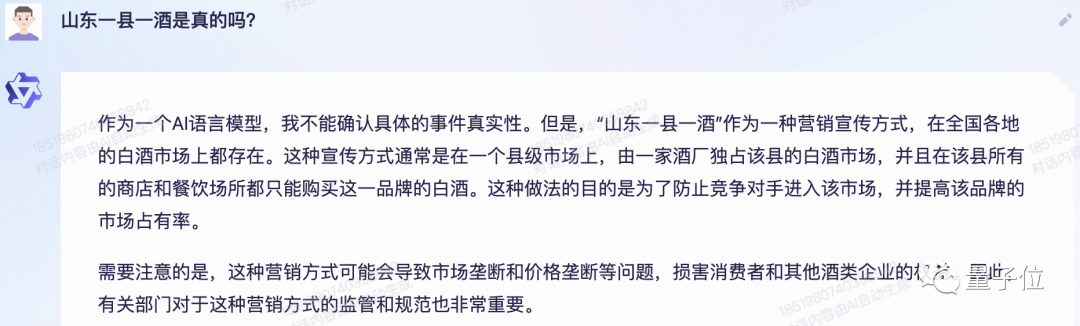 山东一县一酒是真的吗?
作为一个AI语言模型，我不能确认具体的事件真实性。但是，“山东一县一酒”作为一种营销宣传方式，在全国各地
的白酒市场上都存在。这种宣传方式通常是在一个县级市场上，由一家酒厂独占该县的白酒市场，并且在该县所有
的商店和餐饮场所都只能购买这一品牌的白酒。这种做法的目的是为了防止竞争对手进入该市场，并提高该品牌的
市场占有率。
需要注意的是，这种营销方式可能会导致市场垄断和价格垄断等问题，损害消费者和其他酒类企业的
有关部门对于这种营销方式的监管和规范也非常重要。
量子位
对话内容由AI自动生成